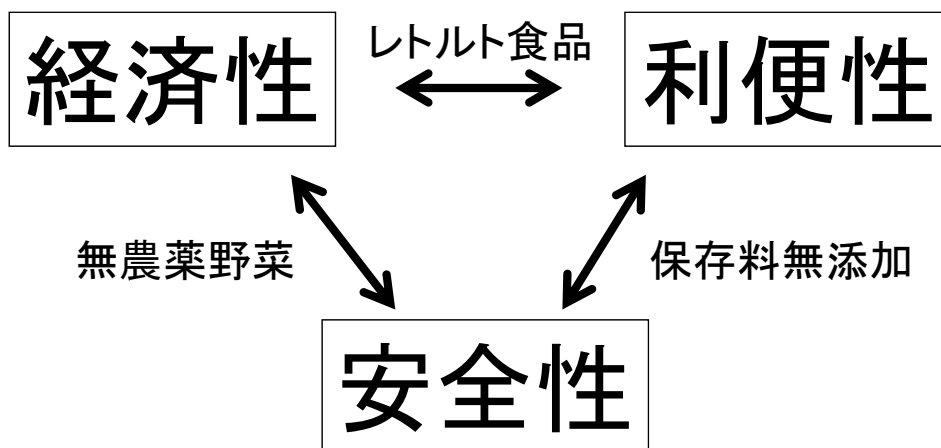 レトルト食品
経済性
利便性
無農薬野菜
保存料無添加
安全性